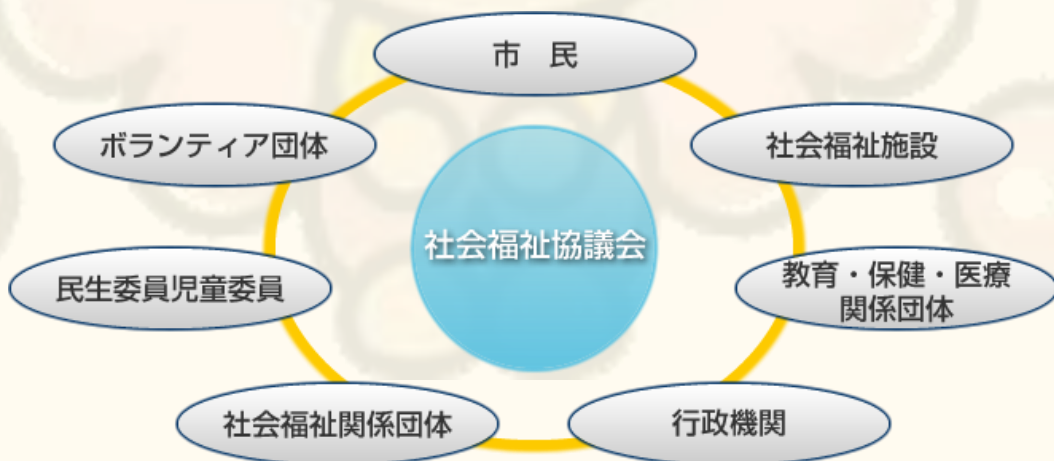 市　民
ボランティア団体
社会福祉施設
社会福祉協議会
民生委員児童委員
教育・保健・医療
関係団体
社会福祉関係団体
行政機関